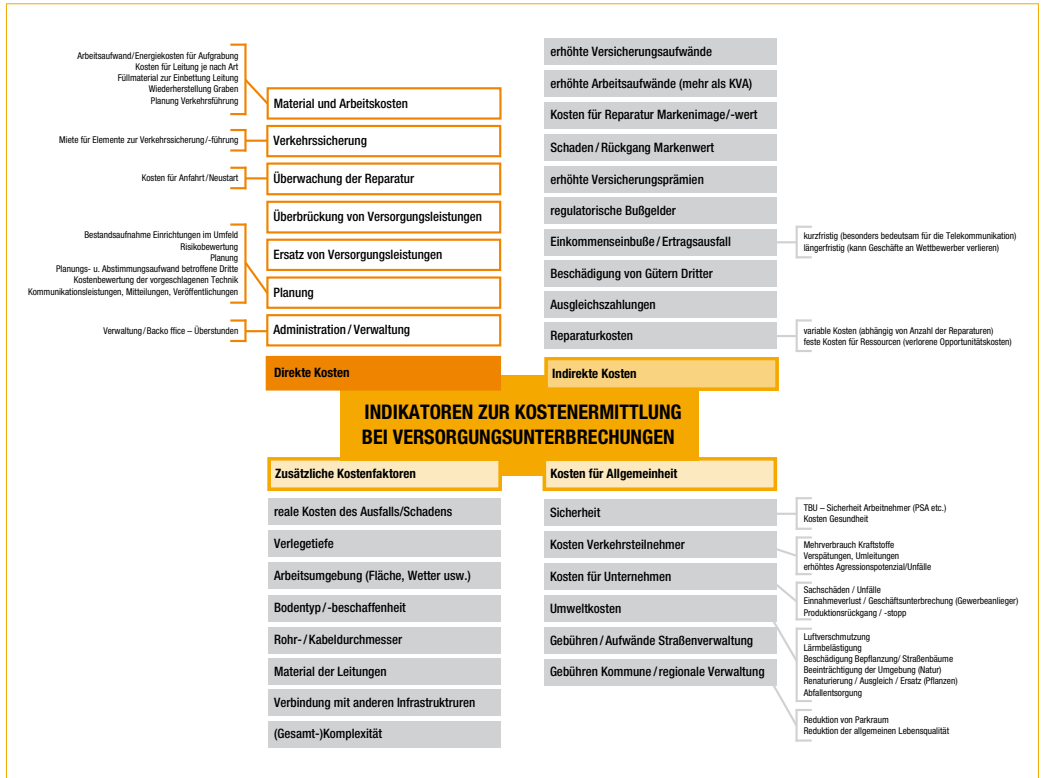 Arbeitsaufwand/Energiekosten für Aufgrabung
Kosten für Leitung je nach Art
Füllmaterial zur Einbettung Leitung
Wiederherstellung Graben
Planung Verkehrsführung
Material und Arbeitskosten
Miete für Elemente zur Verkehrssicherung/-führung
Verkehrssicherung
Kosten für Anfahrt/Neustart
Überwachung der Reparatur
Überbrückung von Versorgungsleistungen
Ersatz von Versorgungsleistungen
Bestandsaufnahme Einrichtungen im Umfeld
Risikobewertung
Planung
Planungs- u. Abstimmungsaufwand betroffene Dritte
Kostenbewertung der vorgeschlagenen Technik
Kommunikationsleistungen, Mitteilungen, Veröffentlichungen
Planung
Verwaltung/Backo ffice – Überstunden
Administration/Verwaltung
Direkte Kosten
erhöhte Versicherungsaufwände
erhöhte Arbeitsaufwände (mehr als KVA)
Kosten für Reparatur Markenimage/-wert
Schaden/Rückgang Markenwert
erhöhte Versicherungsprämien
regulatorische Bußgelder
Einkommenseinbuße/Ertragsausfall
kurzfristig (besonders bedeutsam für die Telekommunikation)
längerfristig (kann Geschäfte an Wettbewerber verlieren)
Beschädigung von Gütern Dritter
Ausgleichszahlungen
Reparaturkosten
variable Kosten (abhängig von Anzahl der Reparaturen)
feste Kosten für Ressourcen (verlorene Opportunitätskosten)
Indirekte Kosten
INDIKATOREN ZUR KOSTENERMITTLUNG
BEI VERSORGUNGSUNTERBRECHUNGEN
Zusätzliche Kostenfaktoren
reale Kosten des Ausfalls/Schadens
Verlegetiefe
Arbeitsumgebung (Fläche, Wetter usw.)
Bodentyp/-beschaffenheit
Rohr-/Kabeldurchmesser
Material der Leitungen
Verbindung mit anderen Infrastrukturen
(Gesamt-)Komplexität
Kosten für Allgemeinheit
Sicherheit
TBU – Sicherheit Arbeitnehmer (PSA etc.)
Kosten Gesundheit
Kosten Verkehrsteilnehmer
Mehrverbrauch Kraftstoffe
Verspätungen, Umleitungen
erhöhtes Agressionspotenzial/Unfälle
Kosten für Unternehmen
Sachschäden / Unfälle
Einnahmeverlust / Geschäftsunterbrechung (Gewerbeanlieger)
Produktionsrückgang / -stopp
Umweltkosten
Luftverschmutzung
Lärmbelästigung
Beschädigung Bepflanzung/ Straßenbäume
Beeinträchtigung der Umgebung (Natur)
Renaturierung / Ausgleich / Ersatz (Pflanzen)
Abfallentsorgung
Gebühren/Aufwände Straßenverwaltung
Gebühren Kommune/regionale Verwaltung
Reduktion von Parkraum
Reduktion der allgemeinen Lebensqualität